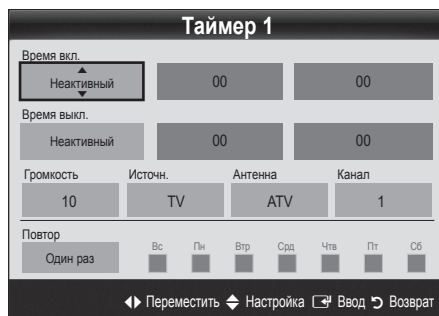 Таймер 1
Время вкл.
Неактивный 00 00
Время выкл.
Неактивный 00 00
Громкость Источн. Антенна Канал
10 TV ATV 1
Повтор
Вс Пн Втр Срд Чтв Пт Сб
Один раз
Переместить Настройка Ввод Возврат